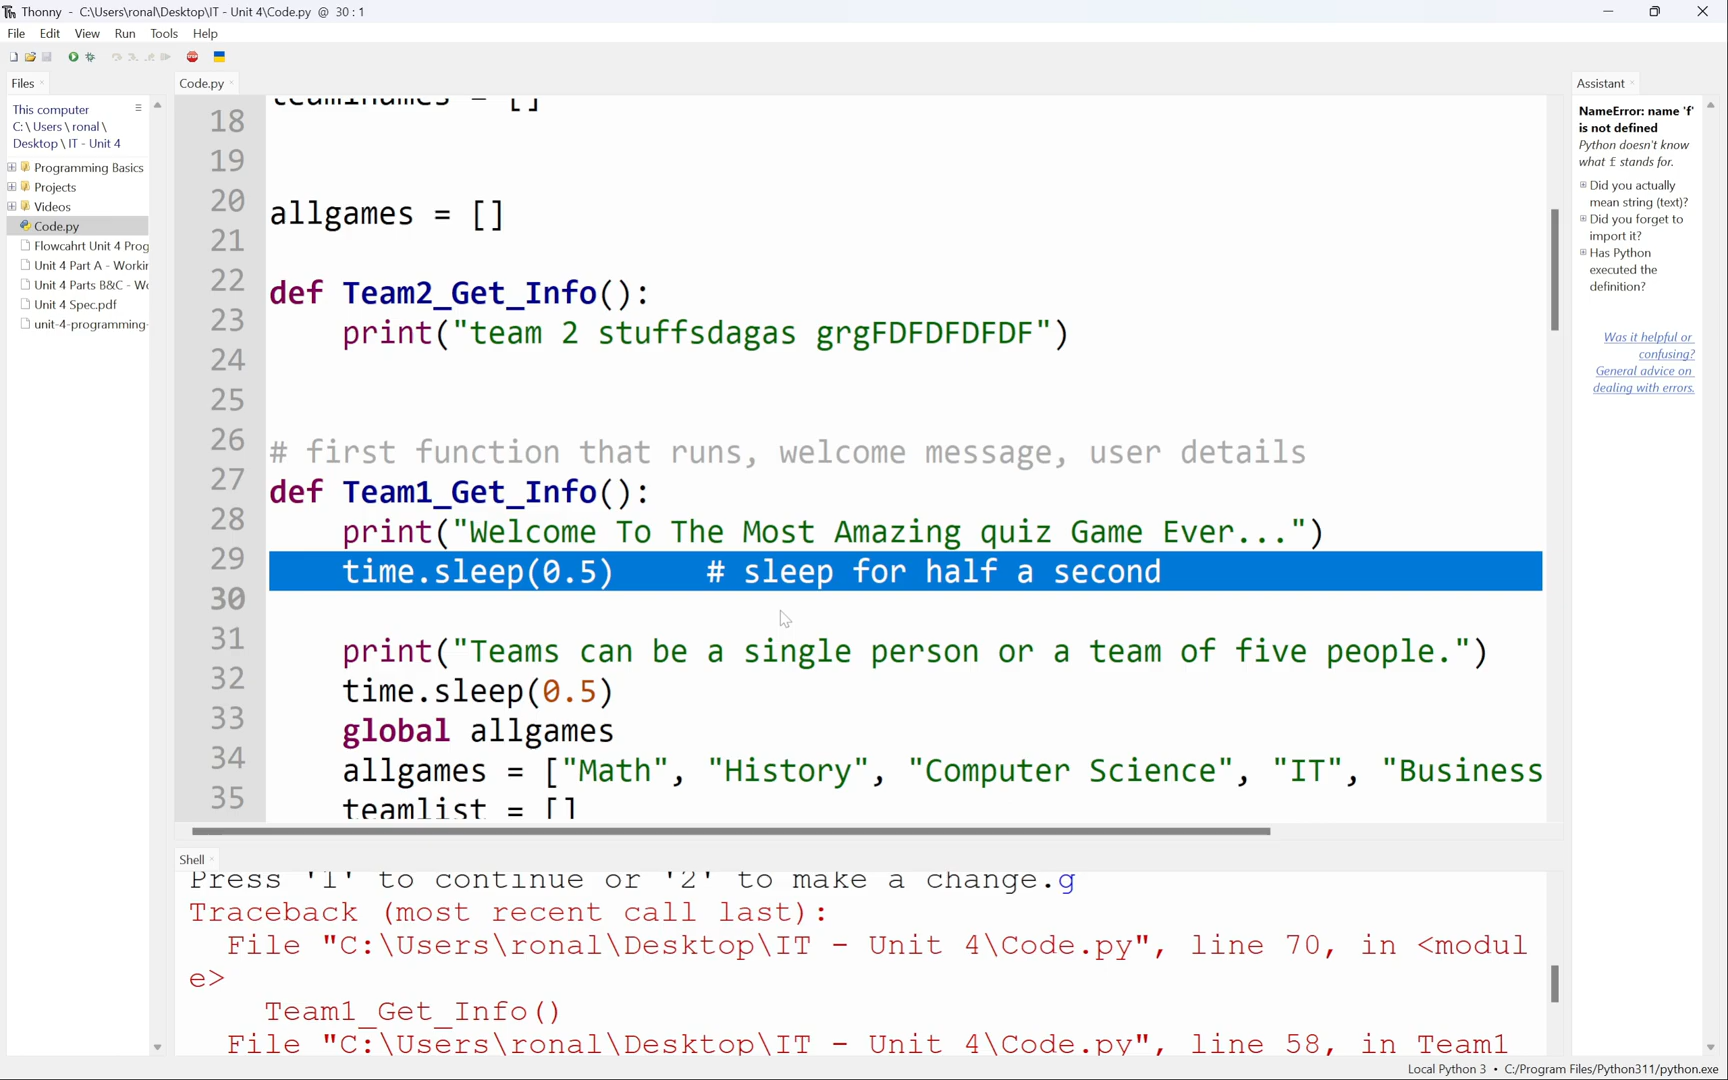 Thonny - C:\Users\ronal\Desktop\IT - Unit 4\Code.py @ 30 : 1
File Edit View Run Tools Help
Files
This computer
C: \ Users \ ronal \
Desktop \ IT - Unit 4
Programming Basics
Projects
Videos
Code.py
Flowcahrt Unit 4 Prog
Unit 4 Part A - Workin
Unit 4 Parts B&C - Wo
Unit 4 Spec.pdf
unit-4-programming-
Code.py
teamnames = []
18
19
20 allgames = []
21
22 def Team2_Get_Info():
23 print("team 2 stuffsdagas grgFDFDFDFDF")
24
25
26 # first function that runs, welcome message, user details
27 def Team1_Get_Info():
28 print("Welcome To The Most Amazing quiz Game Ever...")
29 time.sleep(0.5) # sleep for half a second
30
31 print("Teams can be a single person or a team of five people.")
32 time.sleep(0.5)
33 global allgames
34 allgames = ["Math", "History", "Computer Science", "IT", "Business
35 teamlist = []
Shell
Press '1' to continue or '2' to make a change.g
Traceback (most recent call last):
File "C:\Users\ronal\Desktop\IT - Unit 4\Code.py", line 70, in <modul
e>
Team1_Get_Info()
File "C:\Users\ronal\Desktop\IT - Unit 4\Code.py", line 58, in Team1
Assistant
NameError: name 'f'
is not defined
Python doesn't know
what f stands for.
Did you actually
mean string (text)?
Did you forget to
import it?
Has Python
executed the
definition?
Was it helpful or
confusing?
General advice on
dealing with errors.
Local Python 3 • C:/Program Files/Python311/python.exe